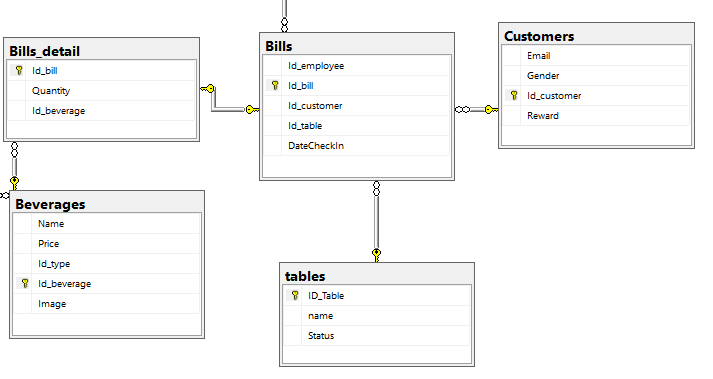 Bills_detail
Id_bill
Quantity
Id_beverage
Bills
Id_employee
Id_bill
Id_customer
Id_table
DateCheckIn
Customers
Email
Gender
Id_customer
Reward
Beverages
Name
Price
Id_type
Id_beverage
Image
tables
ID_Table
name
Status